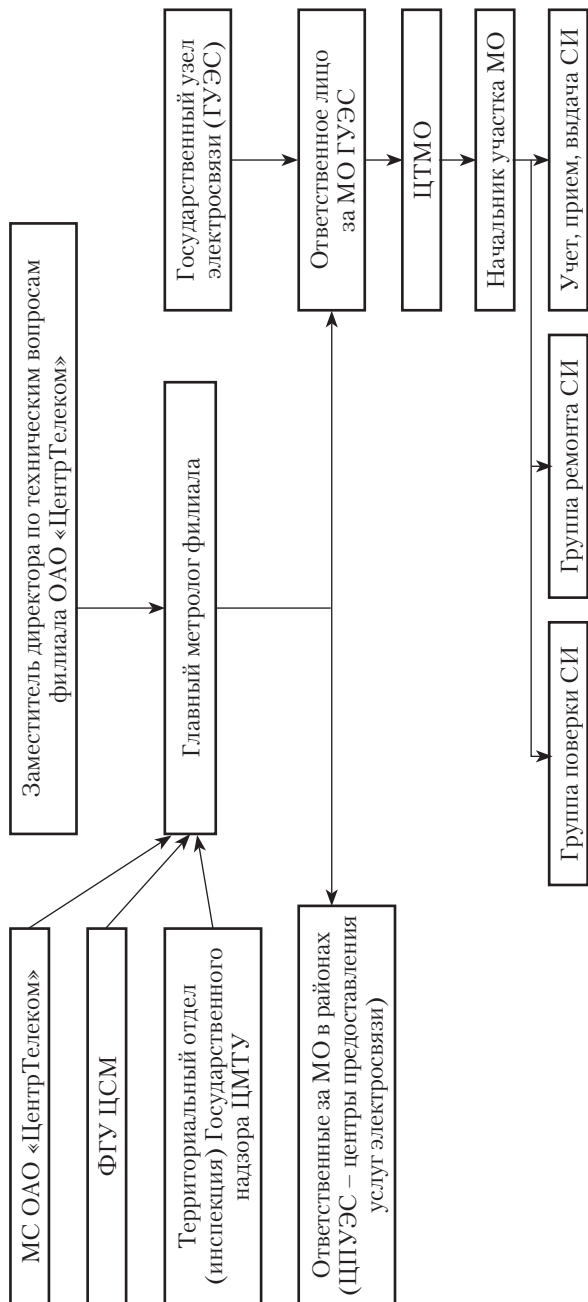 МС ОАО «ЦентрТелеком»
Заместитель директора по техническим вопросам
филиала ОАО «ЦентрТелеком»
ФГУ ЦСМ
Территориальный отдел
(инспекция) Государственного
надзора ЦМТУ
Главный метролог филиала
Государственный узел
электросвязи (ГУЭС)
Ответственные за МО в районах
(ЦПУЭС – центры предоставления
услуг электросвязи)
Ответственное лицо
за МО ГУЭС
ЦТМО
Начальник участка МО
Группа поверки СИ
Группа ремонта СИ
Учет, прием, выдача СИ